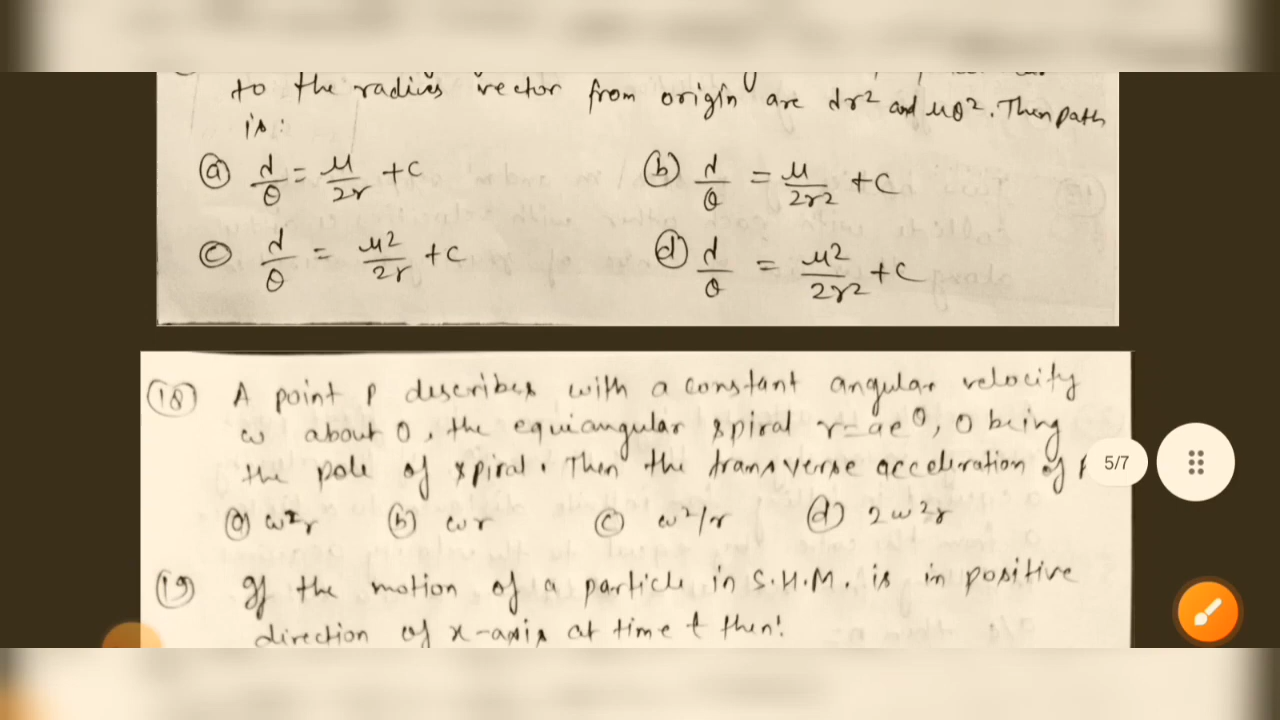 to the radius vector from origin are dr² and μθ². Then path
is:
(a) d/θ = μ/2r + C (b) d/θ = μ/2r² + C
(c) d/θ = μ²/2r + C (d) d/θ = μ²/2r² + C
(18) A point P describes with a constant angular velocity
ω about O, the equiangular spiral r=ae^θ, O being
the pole of spiral. Then the transverse acceleration of P
5/7
(a) ω²r (b) ωr (c) ω²/r (d) 2ω²r
(19) If the motion of a particle in S.H.M. is in positive
direction of x-axis at time t then: